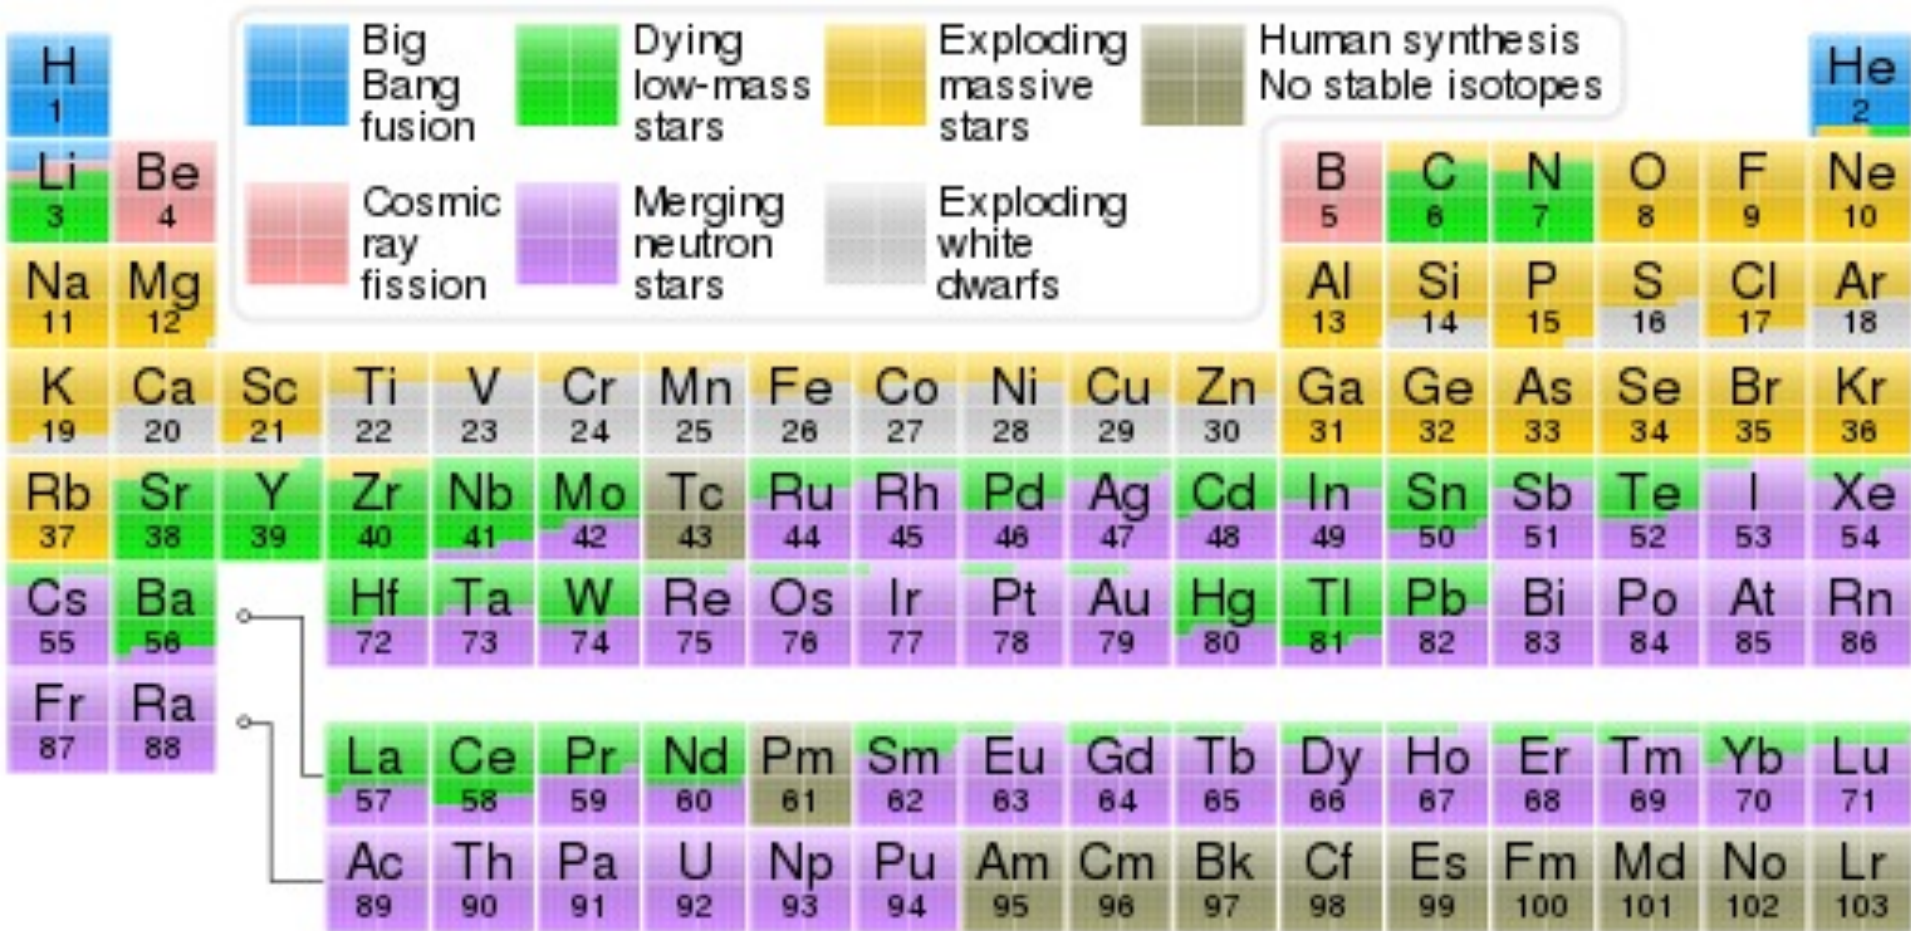 H
1
Big
Bang
fusion
Dying
low-mass
stars
Exploding
massive
stars
Human synthesis
No stable isotopes
He
2
Li Be
3 4
Cosmic
ray
fission
Merging
neutron
stars
Exploding
white
dwarfs
B C N O F Ne
5 6 7 8 9 10
Na Mg
11 12
Al Si P S Cl Ar
13 14 15 16 17 18
K Ca Sc Ti V Cr Mn Fe Co Ni Cu Zn Ga Ge As Se Br Kr
19 20 21 22 23 24 25 26 27 28 29 30 31 32 33 34 35 36
Rb Sr Y Zr Nb Mo Tc Ru Rh Pd Ag Cd In Sn Sb Te I Xe
37 38 39 40 41 42 43 44 45 46 47 48 49 50 51 52 53 54
Cs Ba Hf Ta W Re Os Ir Pt Au Hg Tl Pb Bi Po At Rn
55 56 72 73 74 75 76 77 78 79 80 81 82 83 84 85 86
Fr Ra
87 88
La Ce Pr Nd Pm Sm Eu Gd Tb Dy Ho Er Tm Yb Lu
57 58 59 60 61 62 63 64 65 66 67 68 69 70 71
Ac Th Pa U Np Pu Am Cm Bk Cf Es Fm Md No Lr
89 90 91 92 93 94 95 96 97 98 99 100 101 102 103